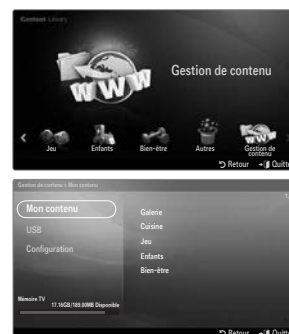 Content Library
WWW
Gestion de contenu
Jeu
Enfants
Bien-être
Autres
Gestion de
contenu
Retour
Quitte
Gestion de contenu > Mon contenu
Mon contenu
USB
Configuration
Galerie
Cuisine
Jeu
Enfants
Bien-être
Mémoire TV
17.16GB/189.00MB Disponible
Retour
Quitte